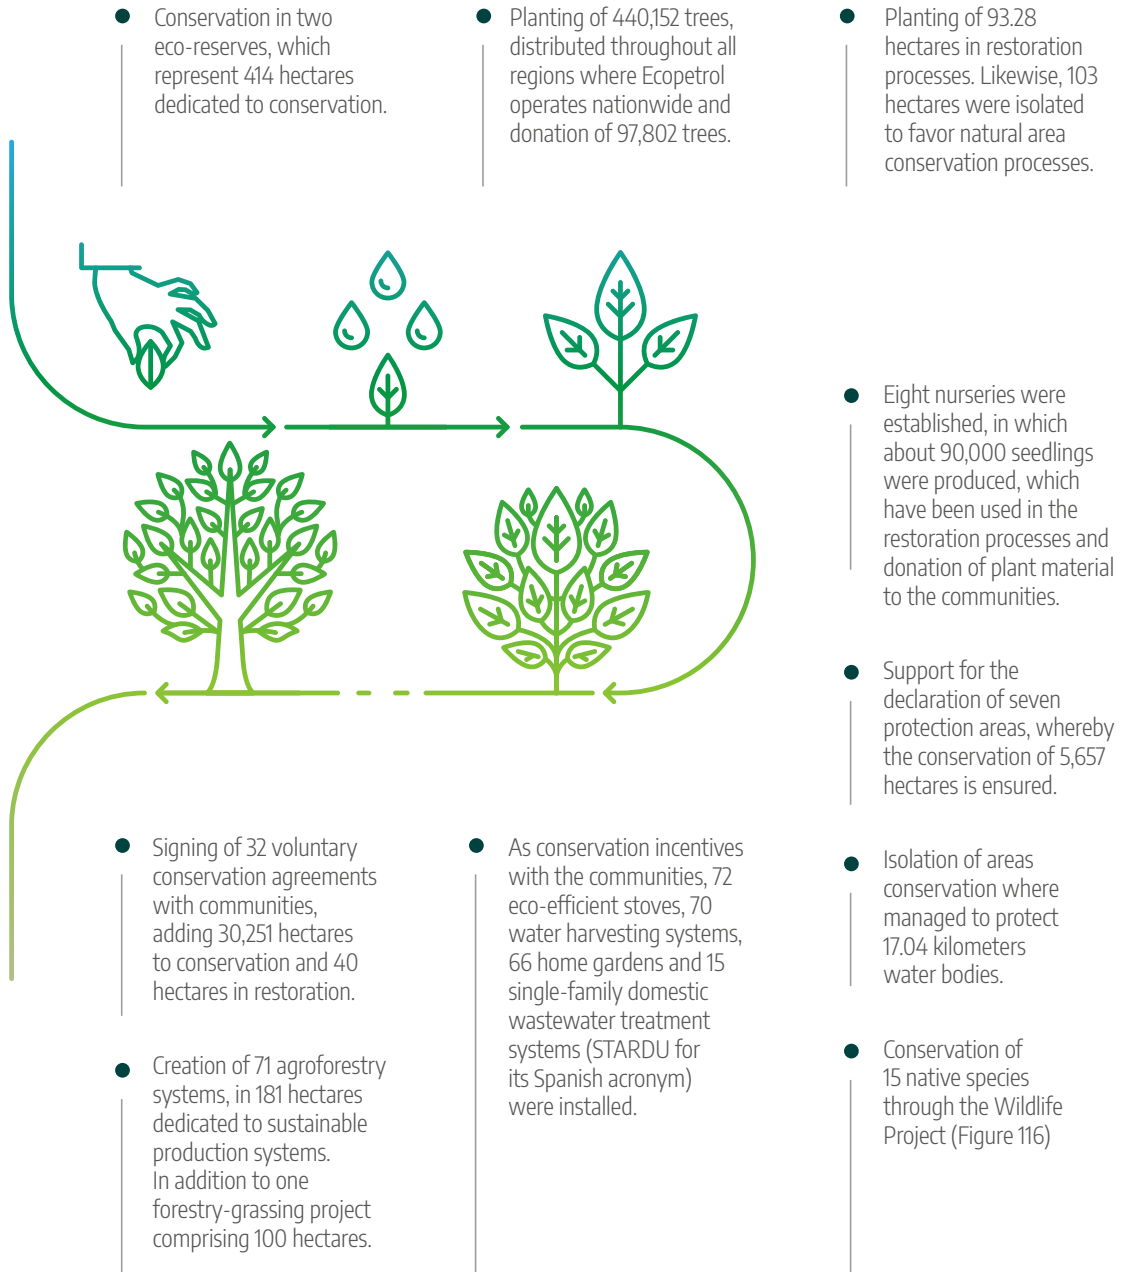 Conservation in two
eco-reserves, which
represent 414 hectares
dedicated to conservation.
Planting of 440,152 trees,
distributed throughout all
regions where Ecopetrol
operates nationwide and
donation of 97,802 trees.
Planting of 93.28
hectares in restoration
processes. Likewise, 103
hectares were isolated
to favor natural area
conservation processes.
Eight nurseries were
established, in which
about 90,000 seedlings
were produced, which
have been used in the
restoration processes and
donation of plant material
to the communities.
Support for the
declaration of seven
protection areas, whereby
the conservation of 5,657
hectares is ensured.
Isolation of areas
conservation where
managed to protect
17.04 kilometers
water bodies.
Conservation of
15 native species
through the Wildlife
Project (Figure 116)
As conservation incentives
with the communities, 72
eco-efficient stoves, 70
water harvesting systems,
66 home gardens and 15
single-family domestic
wastewater treatment
systems (STARDU for
its Spanish acronym)
were installed.
Signing of 32 voluntary
conservation agreements
with communities,
adding 30,251 hectares
to conservation and 40
hectares in restoration.
Creation of 71 agroforestry
systems, in 181 hectares
dedicated to sustainable
production systems.
In addition to one
forestry-grassing project
comprising 100 hectares.